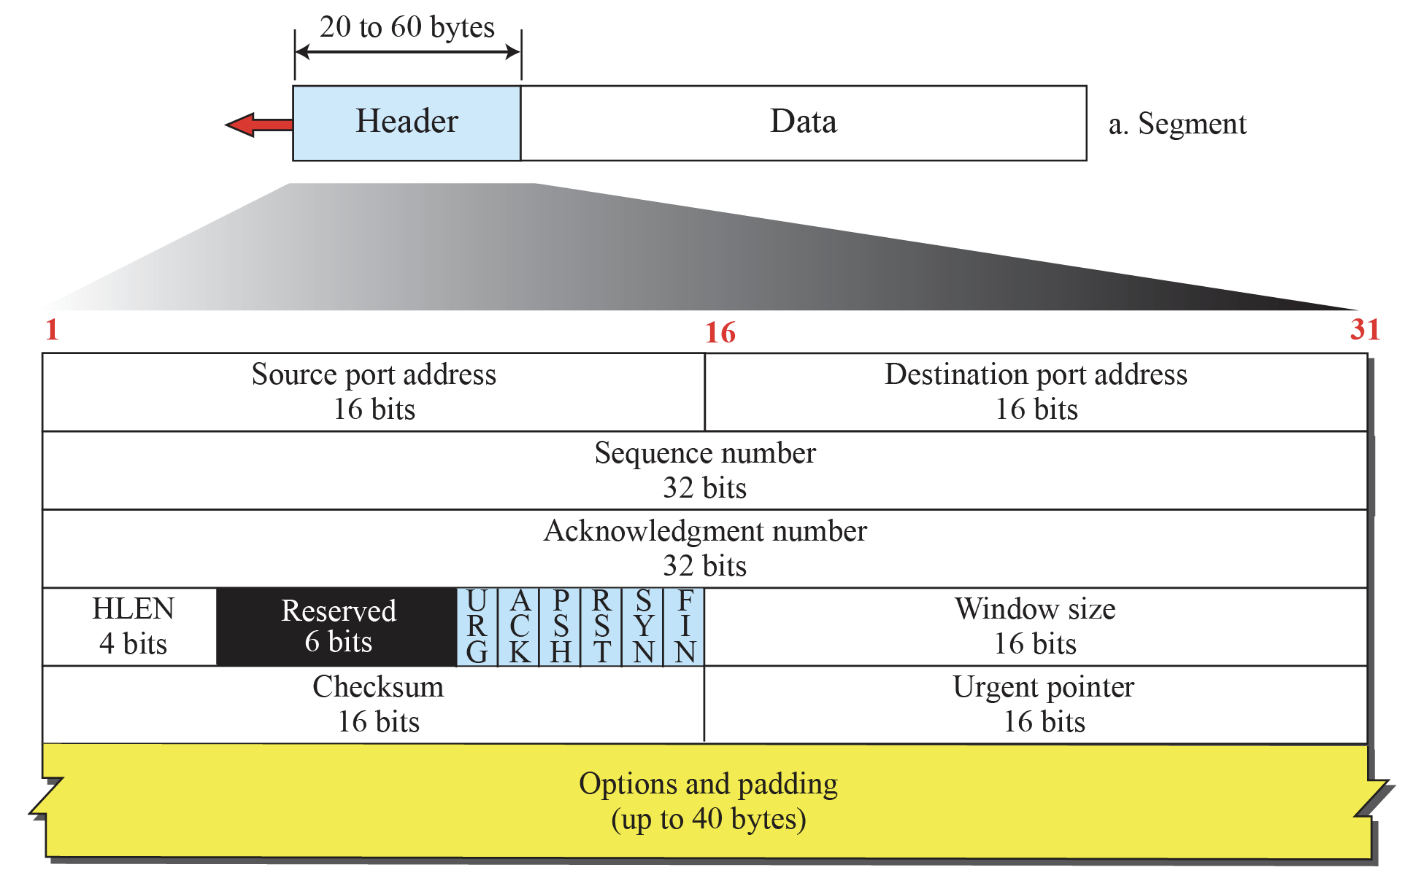 20 to 60 bytes
Header
Data
a. Segment
1
16
31
Source port address
16 bits
Destination port address
16 bits
Sequence number
32 bits
Acknowledgment number
32 bits
HLEN
4 bits
Reserved
6 bits
URG
ACK
PSH
RST
SYN
FIN
Window size
16 bits
Checksum
16 bits
Urgent pointer
16 bits
Options and padding
(up to 40 bytes)